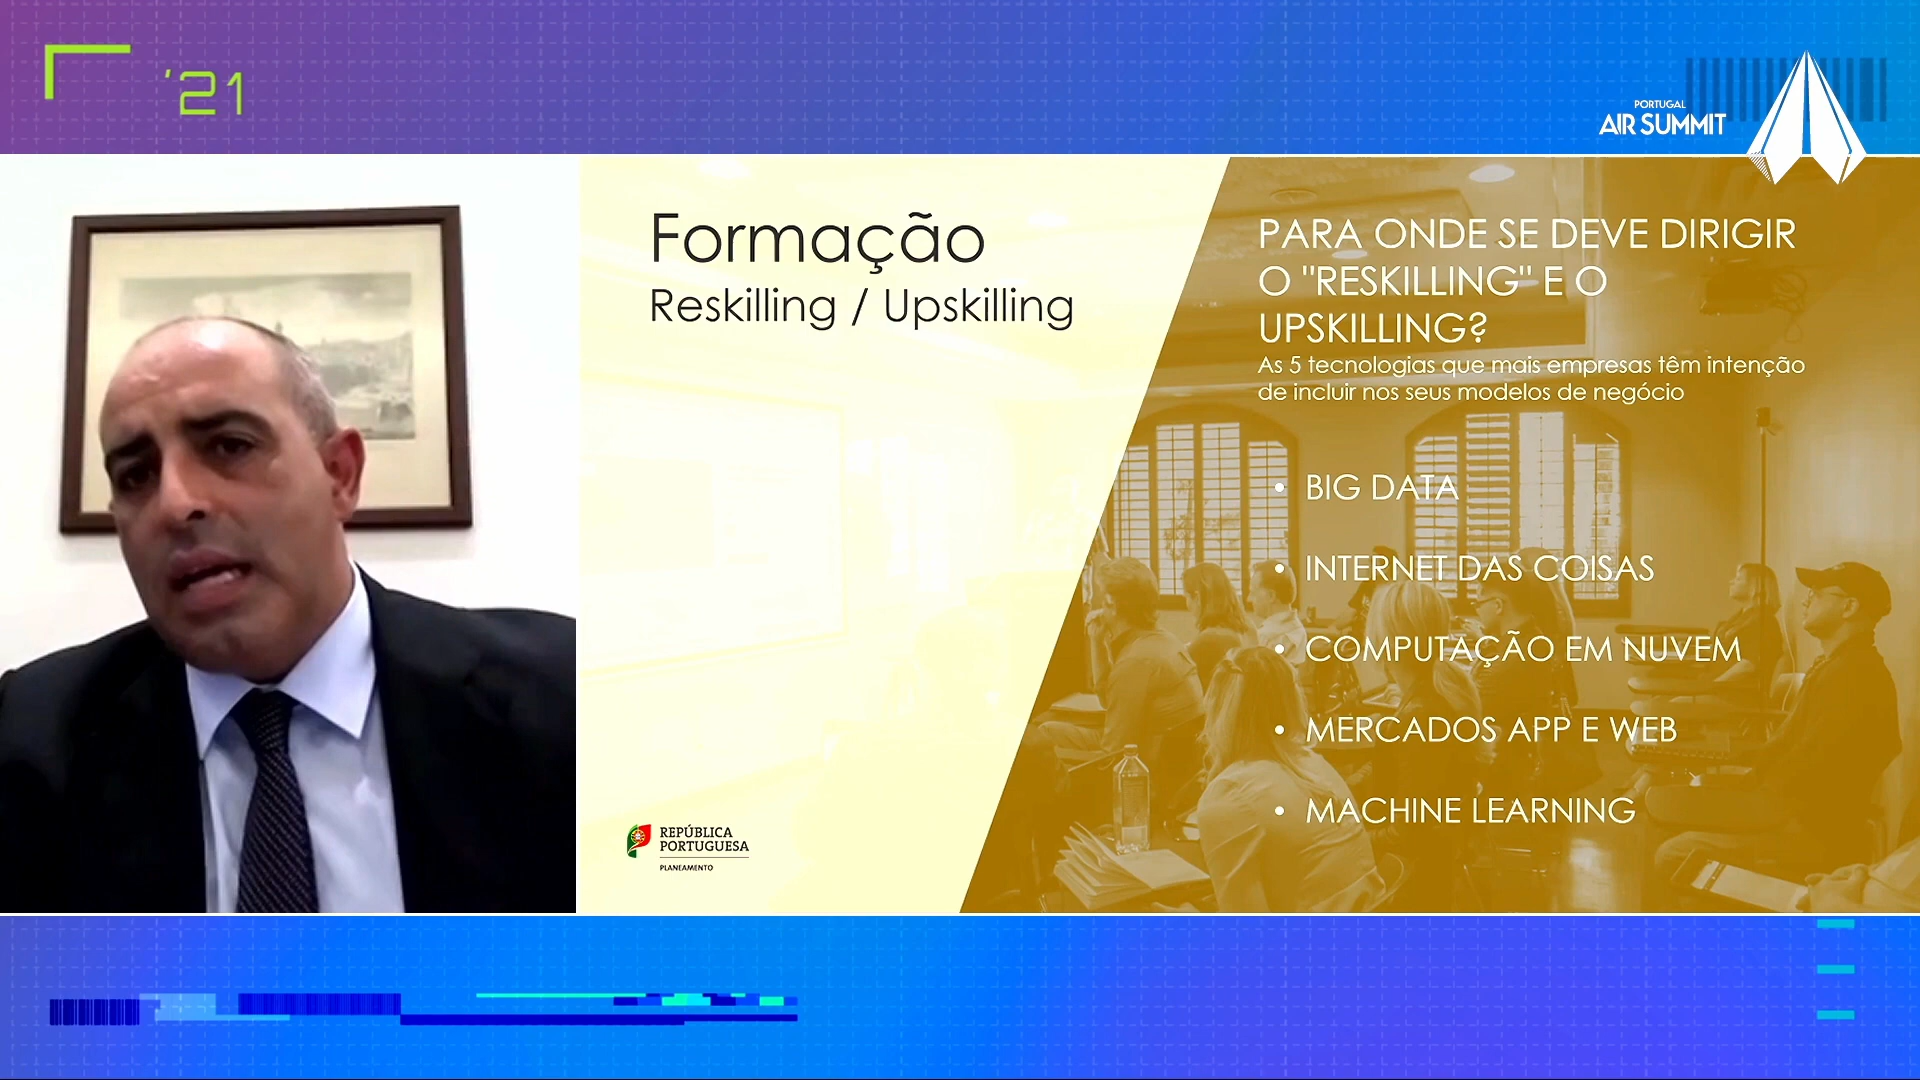 '21
PORTUGAL
AIR SUMMIT
Formação
Reskilling / Upskilling
REPÚBLICA
PORTUGUESA
PLANEAMENTO
PARA ONDE SE DEVE DIRIGIR
O "RESKILLING" E O
UPSKILLING?
As 5 tecnologias que mais empresas têm intenção
de incluir nos seus modelos de negócio
• BIG DATA
• INTERNET DAS COISAS
• COMPUTAÇÃO EM NUVEM
• MERCADOS APP E WEB
• MACHINE LEARNING